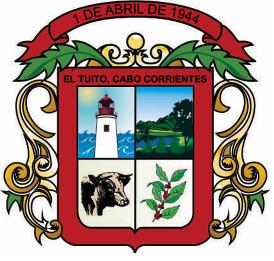 1 DE ABRIL DE 1944
EL TUITO, CABO CORRIENTES